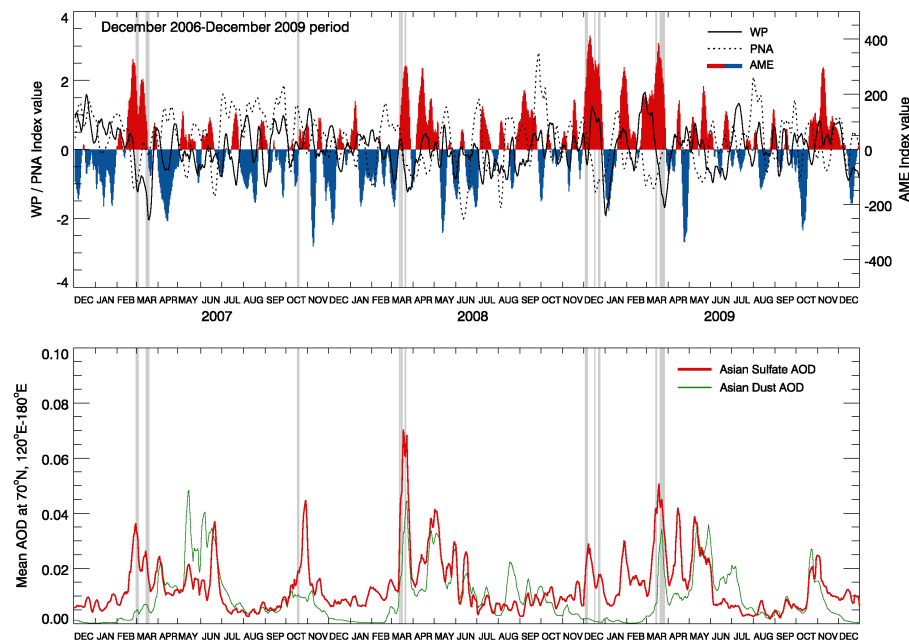 December 2006-December 2009 period
WP
PNA
AME
4
2
0
-2
-4
WP / PNA Index value
400
200
0
-200
-400
AME Index value
DEC JAN FEB MAR APR MAY JUN JUL AUG SEP OCT NOV DEC JAN FEB MAR APR MAY JUN JUL AUG SEP OCT NOV DEC JAN FEB MAR APR MAY JUN JUL AUG SEP OCT NOV DEC
2007 2008 2009
Asian Sulfate AOD
Asian Dust AOD
0.10
0.08
0.06
0.04
0.02
0.00
Mean AOD at 70°N, 120°E-180°E
DEC JAN FEB MAR APR MAY JUN JUL AUG SEP OCT NOV DEC JAN FEB MAR APR MAY JUN JUL AUG SEP OCT NOV DEC JAN FEB MAR APR MAY JUN JUL AUG SEP OCT NOV DEC